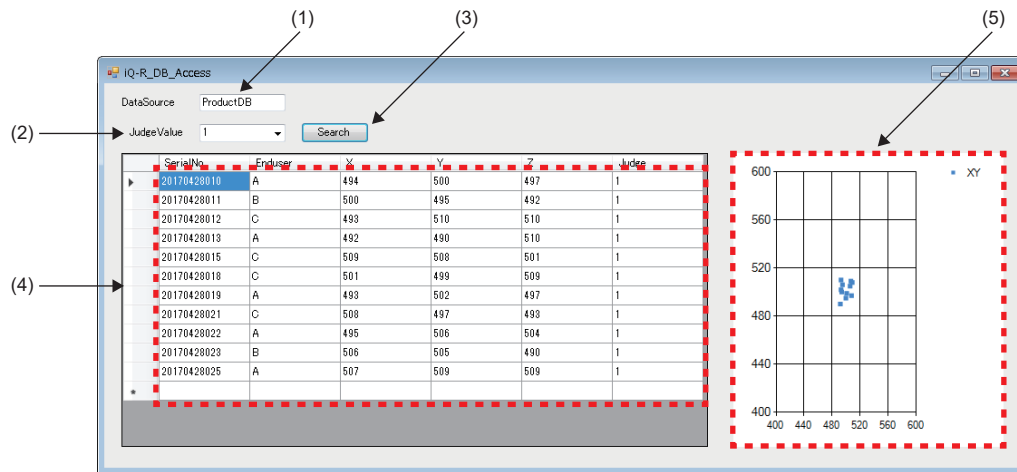 (1) (3) (5)
iQ-R_DB_Access
DataSource ProductDB
(2) JudgeValue 1 Search
SerialNo Enduser X Y Z Judge
20170428010 A 494 500 497 1
20170428011 B 500 495 492 1
20170428012 C 493 510 510 1
20170428013 A 492 490 510 1
20170428015 C 509 508 501 1
20170428018 C 501 499 509 1
(4)
20170428019 A 493 502 497 1
20170428021 C 508 497 493 1
20170428022 A 495 506 504 1
20170428023 B 506 505 490 1
20170428025 A 507 509 509 1
*
XY
600
560
520
480
440
400
400 440 480 520 560 600